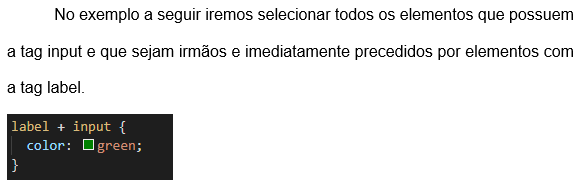 No exemplo a seguir iremos selecionar todos os elementos que possuem
a tag input e que sejam irmãos e imediatamente precedidos por elementos com
a tag label.
label + input {
color: green;
}